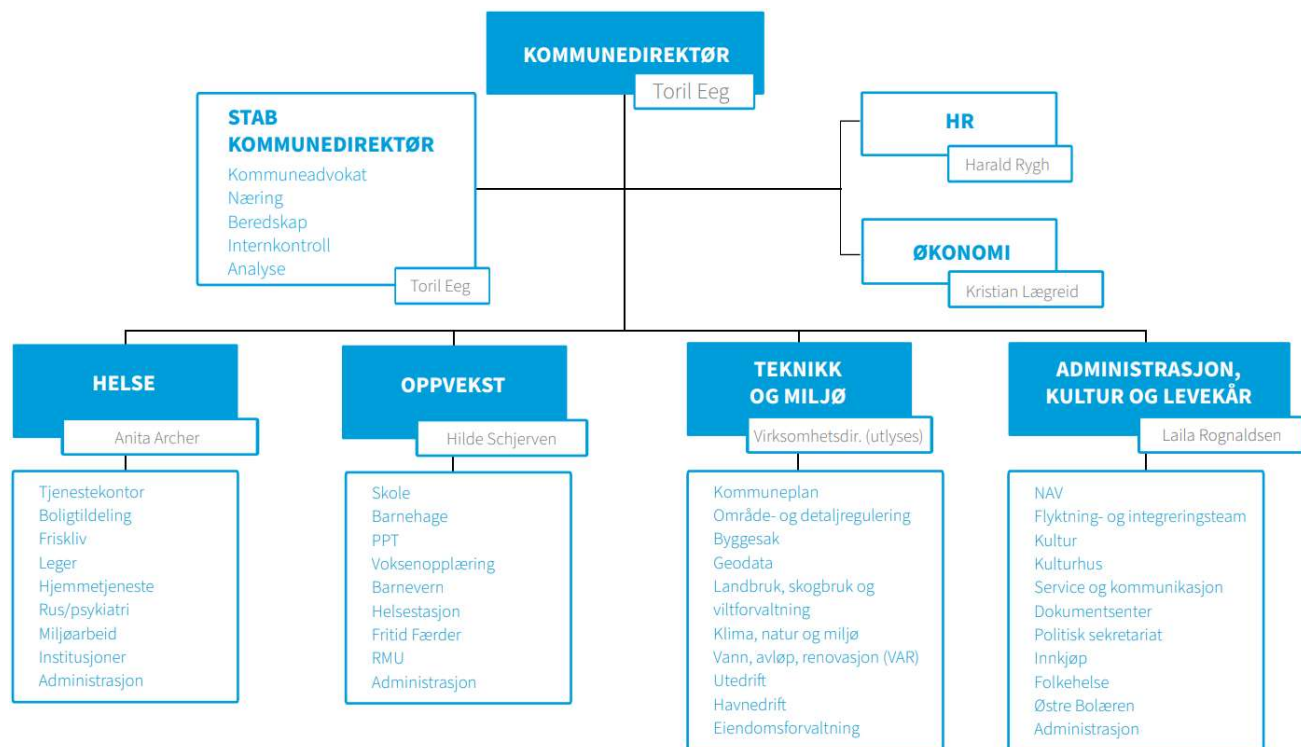 KOMMUNEDIREKTØR
Toril Eeg
STAB
KOMMUNEDIREKTØR
Kommuneadvokat
Næring
Beredskap
Internkontroll
Analyse
Toril Eeg
HR
Harald Rygh
ØKONOMI
Kristian Lægreid
HELSE
Anita Archer
Tjenestekontor
Boligtildeling
Friskliv
Leger
Hjemmetjeneste
Rus/psykiatri
Miljøarbeid
Institusjoner
Administrasjon
OPPVEKST
Hilde Schjerven
Skole
Barnehage
PPT
Voksenopplæring
Barnevern
Helsestasjon
Fritid Færder
RMU
Administrasjon
TEKNIKK
OG MILJØ
Virksomhetsdir. (utlyses)
Kommuneplan
Område- og detaljregulering
Byggesak
Geodata
Landbruk, skogbruk og
viltforvaltning
Klima, natur og miljø
Vann, avløp, renovasjon (VAR)
Utedrift
Havnedrift
Eiendomsforvaltning
ADMINISTRASJON,
KULTUR OG LEVEKÅR
Laila Rognaldsen
NAV
Flyktning- og integreringsteam
Kultur
Kulturhus
Service og kommunikasjon
Dokumentsenter
Politisk sekretariat
Innkjøp
Folkehelse
Østre Bolæren
Administrasjon